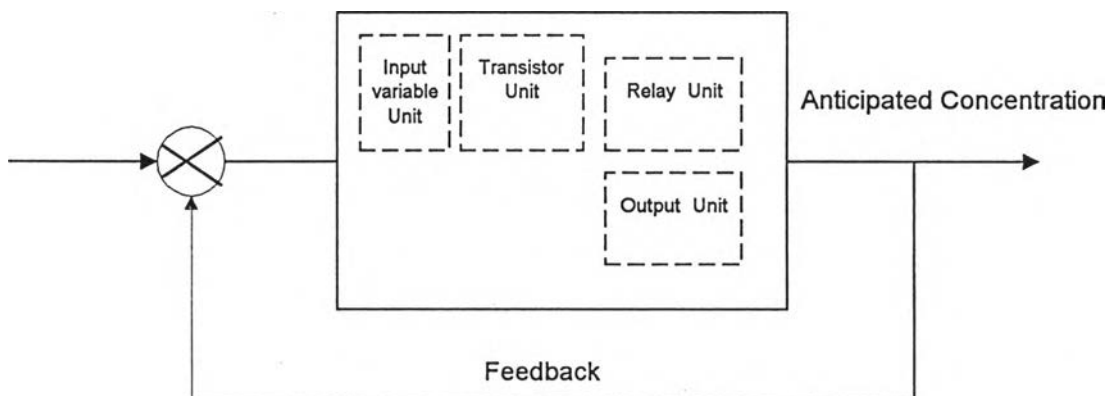 Input
variable
Unit
Transistor
Unit
Relay Unit
Anticipated Concentration
Output Unit
Feedback